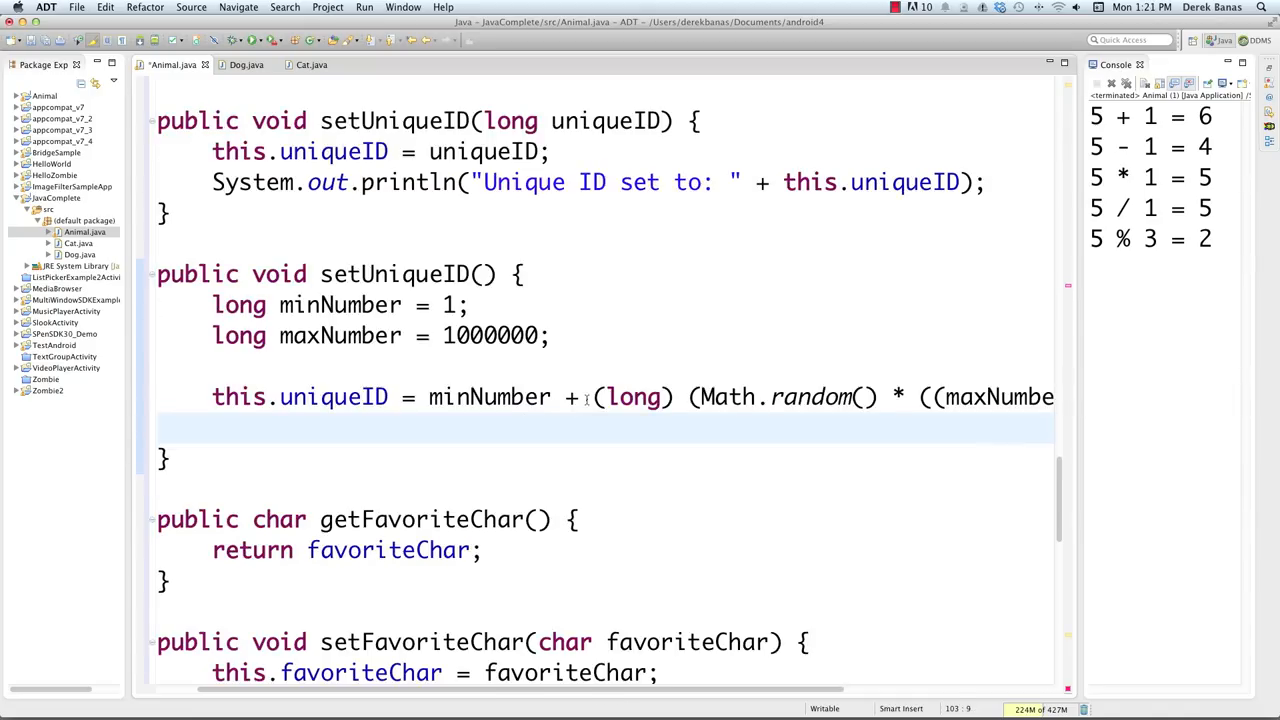 ADT File Edit Refactor Source Navigate Search Project Run Window Help 10 Mon 1:21 PM Derek Banas
Java – JavaComplete/src/Animal.java – ADT – /Users/derekbanas/Documents/android4
Quick Access Java DDMS
Package Exp
*Animal.java Dog.java Cat.java
Console
<terminated> Animal (1) [Java Application] /S
Animal
appcompat_v7
appcompat_v7_2
appcompat_v7_3
appcompat_v7_4
BridgeSample
HelloWorld
HelloZombie
ImageFilterSampleApp
JavaComplete
src
(default package)
Animal.java
Cat.java
Dog.java
JRE System Library [Ja
ListPickerExample2Activi
MediaBrowser
MultiWindowSDKExample
MusicPlayerActivity
SlookActivity
SPenSDK30_Demo
TestAndroid
TextGroupActivity
VideoPlayerActivity
Zombie
Zombie2
public void setUniqueID(long uniqueID) {
this.uniqueID = uniqueID;
System.out.println("Unique ID set to: " + this.uniqueID);
}
public void setUniqueID() {
long minNumber = 1;
long maxNumber = 1000000;
this.uniqueID = minNumber + (long) (Math.random() * ((maxNumbe
}
public char getFavoriteChar() {
return favoriteChar;
}
public void setFavoriteChar(char favoriteChar) {
this.favoriteChar = favoriteChar;
5 + 1 = 6
5 - 1 = 4
5 * 1 = 5
5 / 1 = 5
5 % 3 = 2
Writable Smart Insert 103 : 9 224M of 427M